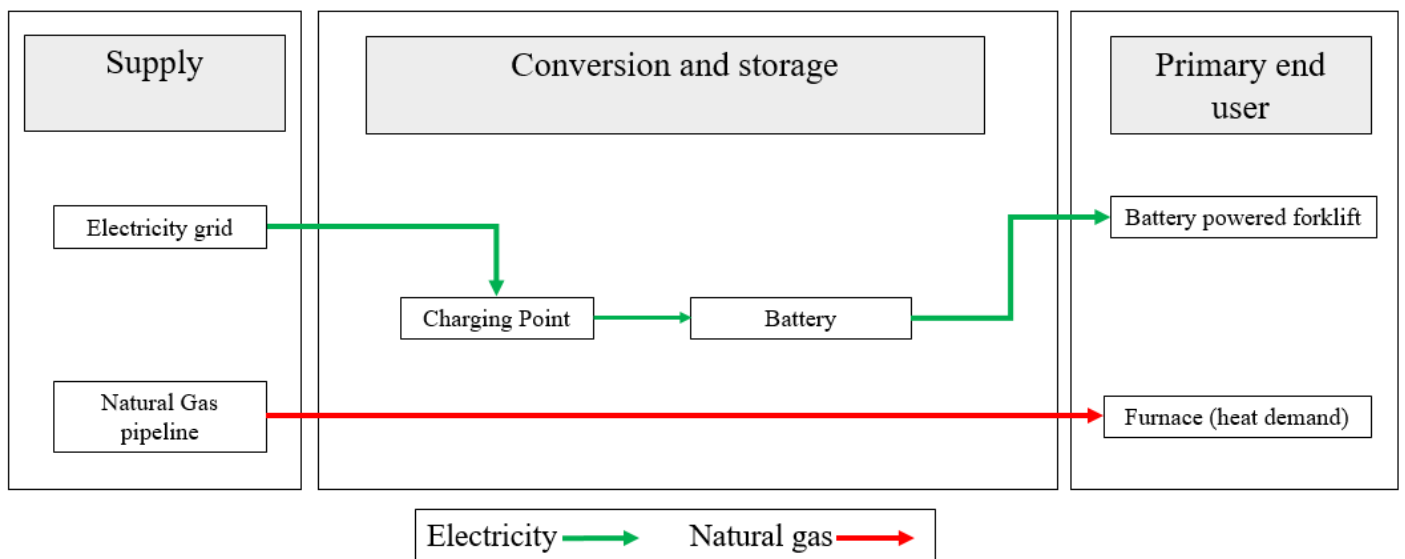 Supply
Conversion and storage
Primary end
user
Electricity grid
Battery powered forklift
Charging Point
Battery
Natural Gas
pipeline
Furnace (heat demand)
Electricity
Natural gas